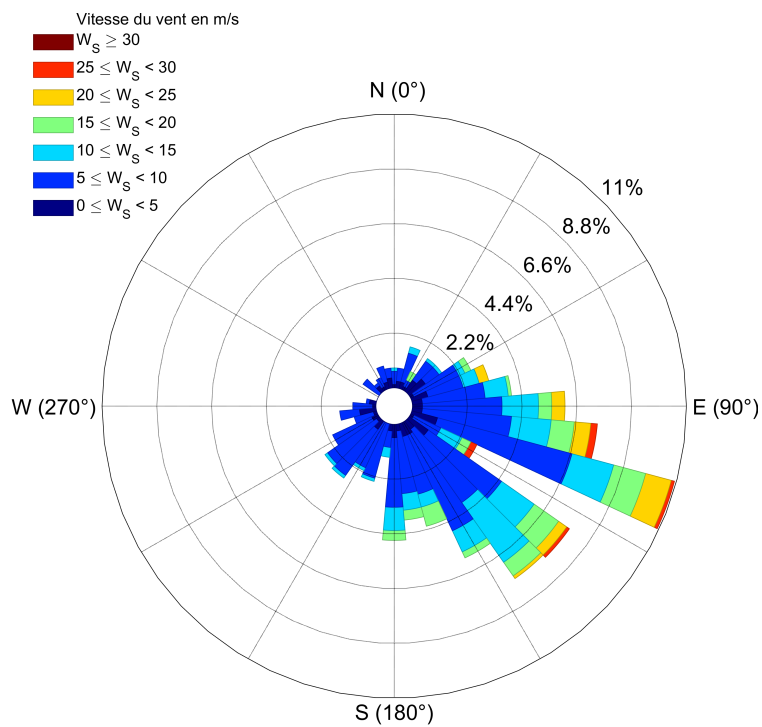 Vitesse du vent en m/s
W_S ≥ 30
25 ≤ W_S < 30
20 ≤ W_S < 25
15 ≤ W_S < 20
10 ≤ W_S < 15
5 ≤ W_S < 10
0 ≤ W_S < 5
N (0°)
11%
8.8%
6.6%
4.4%
2.2%
W (270°)
E (90°)
S (180°)